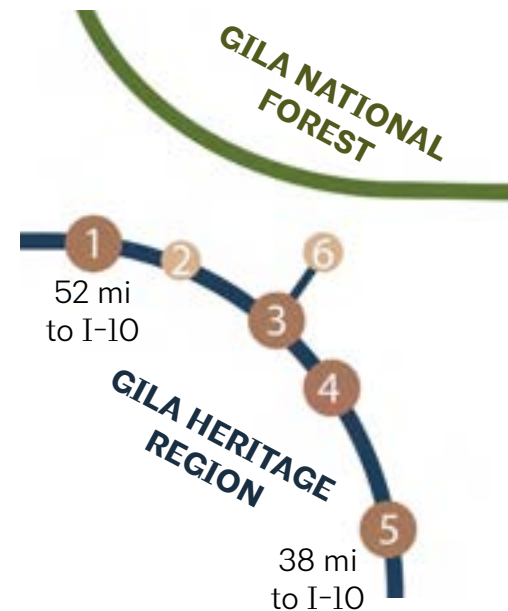 GILA NATIONAL
FOREST
1
2
6
52 mi
to I-10
3
4
GILA HERITAGE
REGION
5
38 mi
to I-10